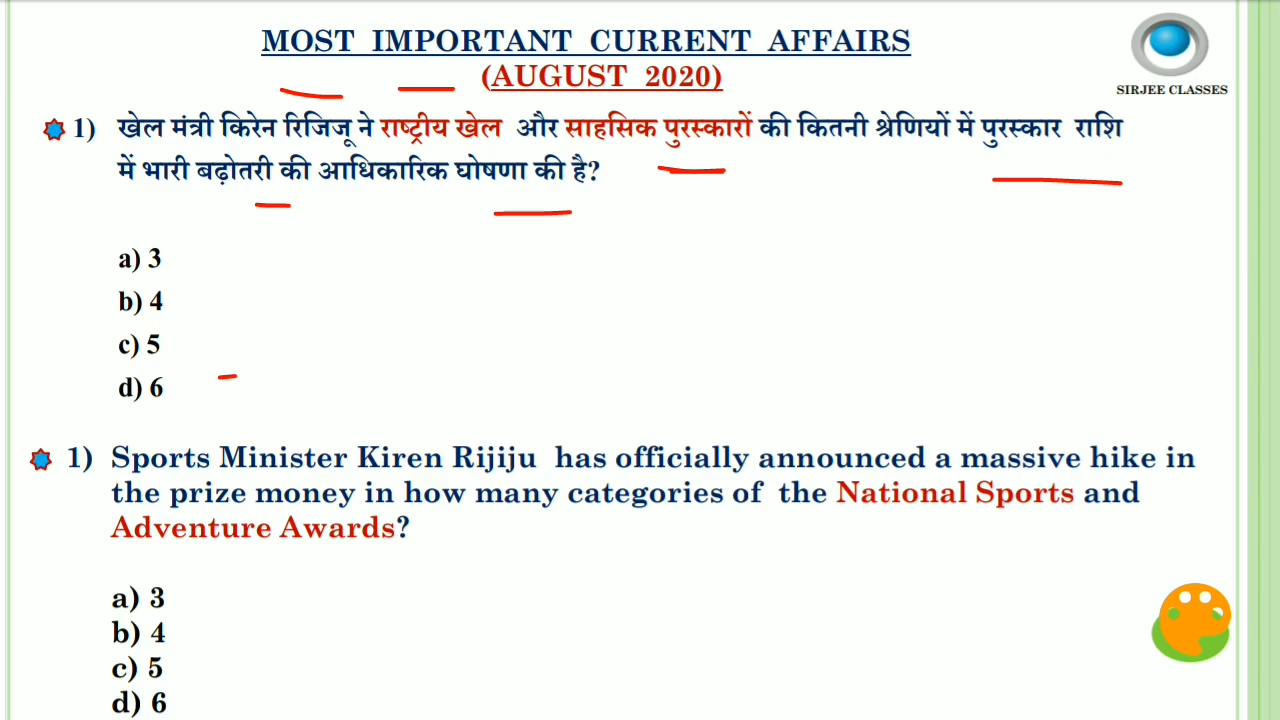 MOST IMPORTANT CURRENT AFFAIRS
(AUGUST 2020)
SIRJEE CLASSES
1) खेल मंत्री किरेन रिजिजू ने राष्ट्रीय खेल और साहसिक पुरस्कारों की कितनी श्रेणियों में पुरस्कार राशि
में भारी बढ़ोतरी की आधिकारिक घोषणा की है?
a) 3
b) 4
c) 5
d) 6
1) Sports Minister Kiren Rijiju has officially announced a massive hike in
the prize money in how many categories of the National Sports and
Adventure Awards?
a) 3
b) 4
c) 5
d) 6